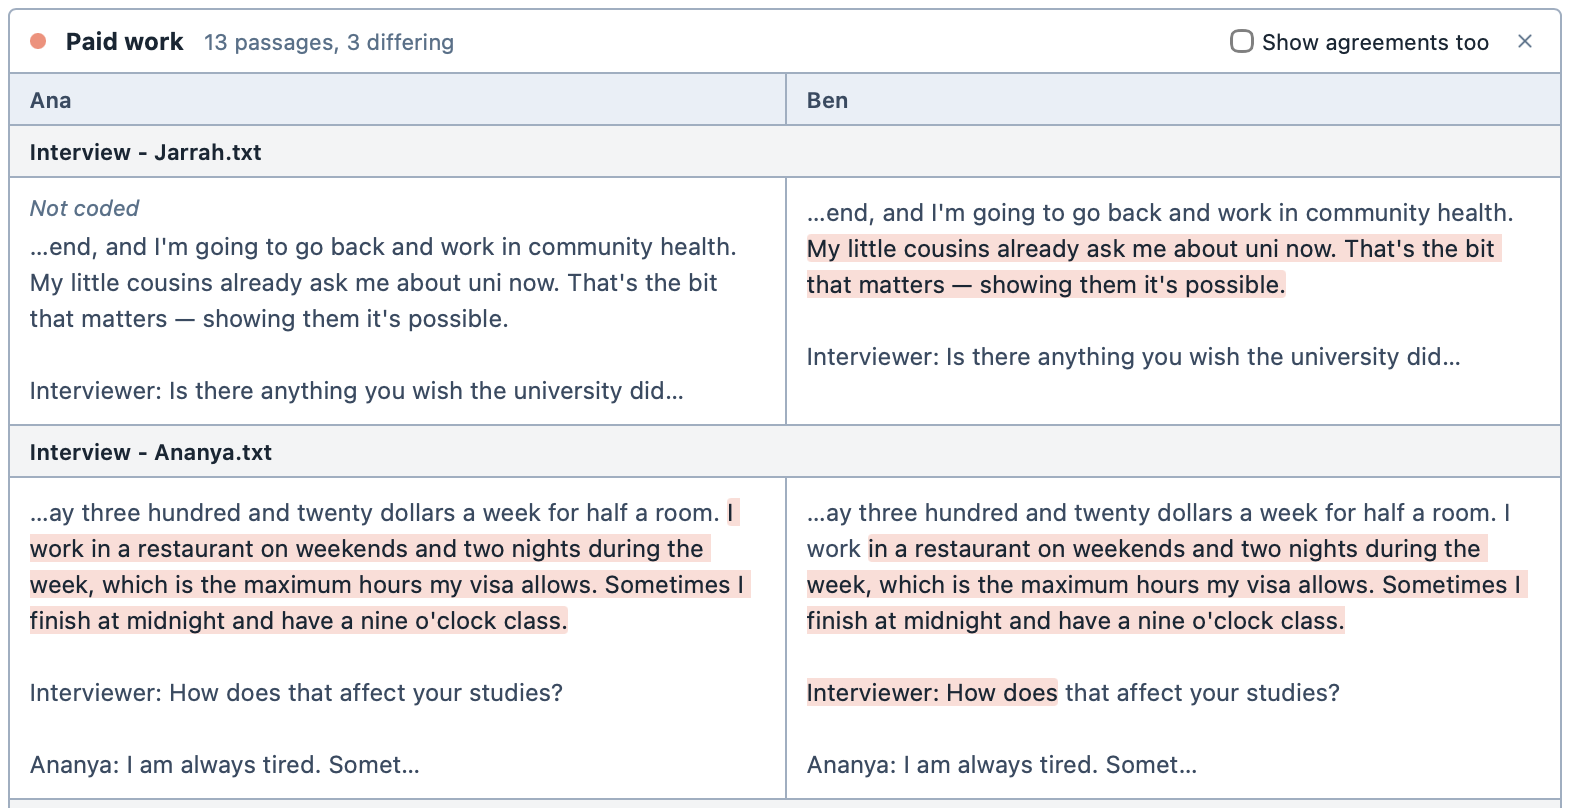 Paid work 13 passages, 3 differing Show agreements too ×
Ana Ben
Interview - Jarrah.txt
Not coded
...end, and I'm going to go back and work in community health.
My little cousins already ask me about uni now. That's the bit
that matters — showing them it's possible.
Interviewer: Is there anything you wish the university did...
...end, and I'm going to go back and work in community health.
My little cousins already ask me about uni now. That's the bit
that matters — showing them it's possible.
Interviewer: Is there anything you wish the university did...
Interview - Ananya.txt
...ay three hundred and twenty dollars a week for half a room. I
work in a restaurant on weekends and two nights during the
week, which is the maximum hours my visa allows. Sometimes I
finish at midnight and have a nine o'clock class.
Interviewer: How does that affect your studies?
Ananya: I am always tired. Somet...
...ay three hundred and twenty dollars a week for half a room. I
work in a restaurant on weekends and two nights during the
week, which is the maximum hours my visa allows. Sometimes I
finish at midnight and have a nine o'clock class.
Interviewer: How does that affect your studies?
Ananya: I am always tired. Somet...